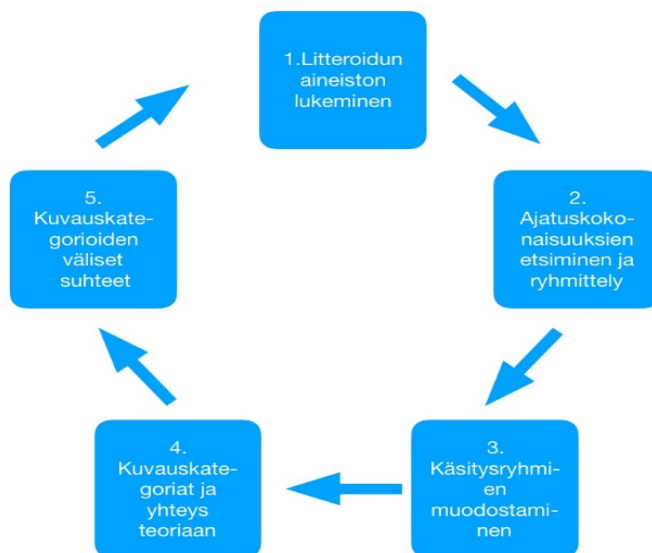 1.Litteroidun
aineiston
lukeminen
2.
Ajatuskoko-
naisuuksien
etsiminen ja
ryhmittely
3.
Käsitysryhmi-
en
muodostami-
nen
4.
Kuvauskate-
goriat ja
yhteys
teoriaan
5.
Kuvauskate-
gorioiden
väliset
suhteet